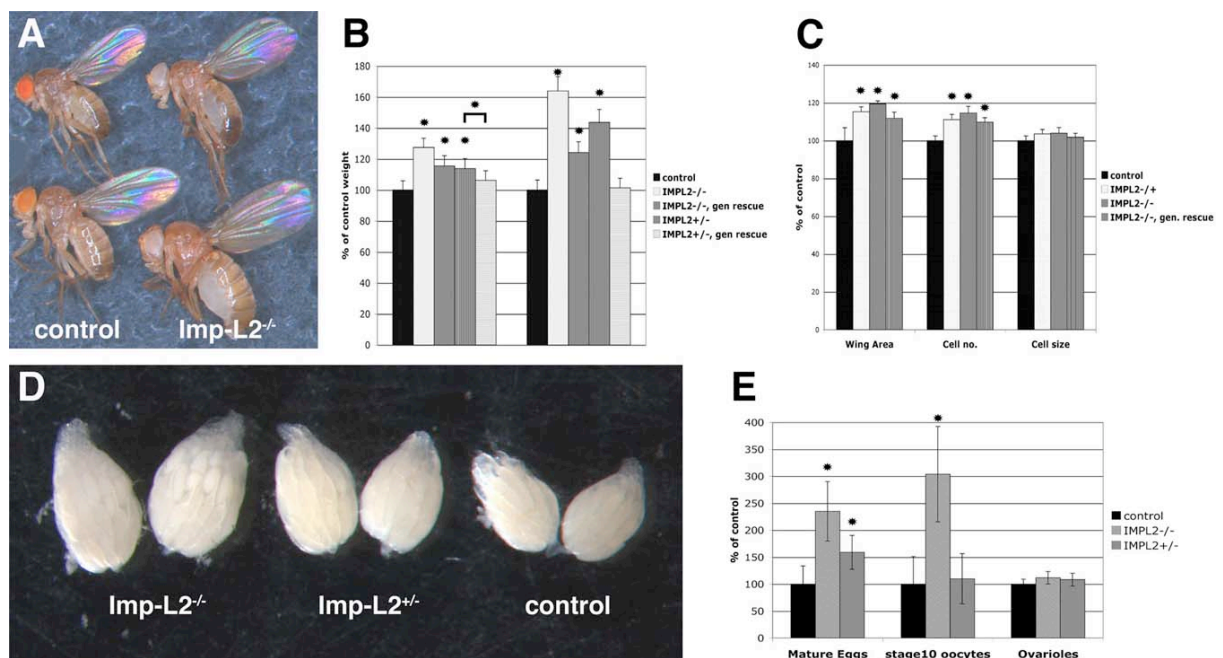 A
control
Imp-L2-/-
B
% of control weight
180
160
140
120
100
80
60
40
20
0
control
IMPL2-/-
IMPL2-/-, gen rescue
IMPL2+/-
IMPL2+/-, gen rescue
C
% of control
140
120
100
80
60
40
20
0
Wing Area
Cell no.
Cell size
control
IMPL2-/+
IMPL2-/-
IMPL2-/-, gen. rescue
D
Imp-L2-/-
Imp-L2+/-
control
E
% of control
400
350
300
250
200
150
100
50
0
Mature Eggs
stage10 oocytes
Ovarioles
control
IMPL2-/-
IMPL2+/-